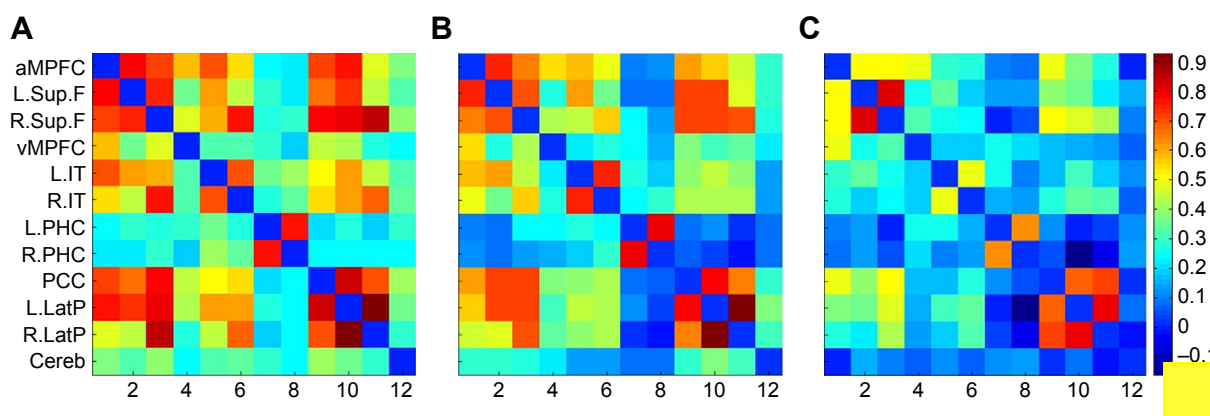 A B C
aMPFC
L.Sup.F
R.Sup.F
vMPFC
L.IT
R.IT
L.PHC
R.PHC
PCC
L.LatP
R.LatP
Cereb
2 4 6 8 10 12
2 4 6 8 10 12
2 4 6 8 10 12
0.9
0.8
0.7
0.6
0.5
0.4
0.3
0.2
0.1
0
–0.1